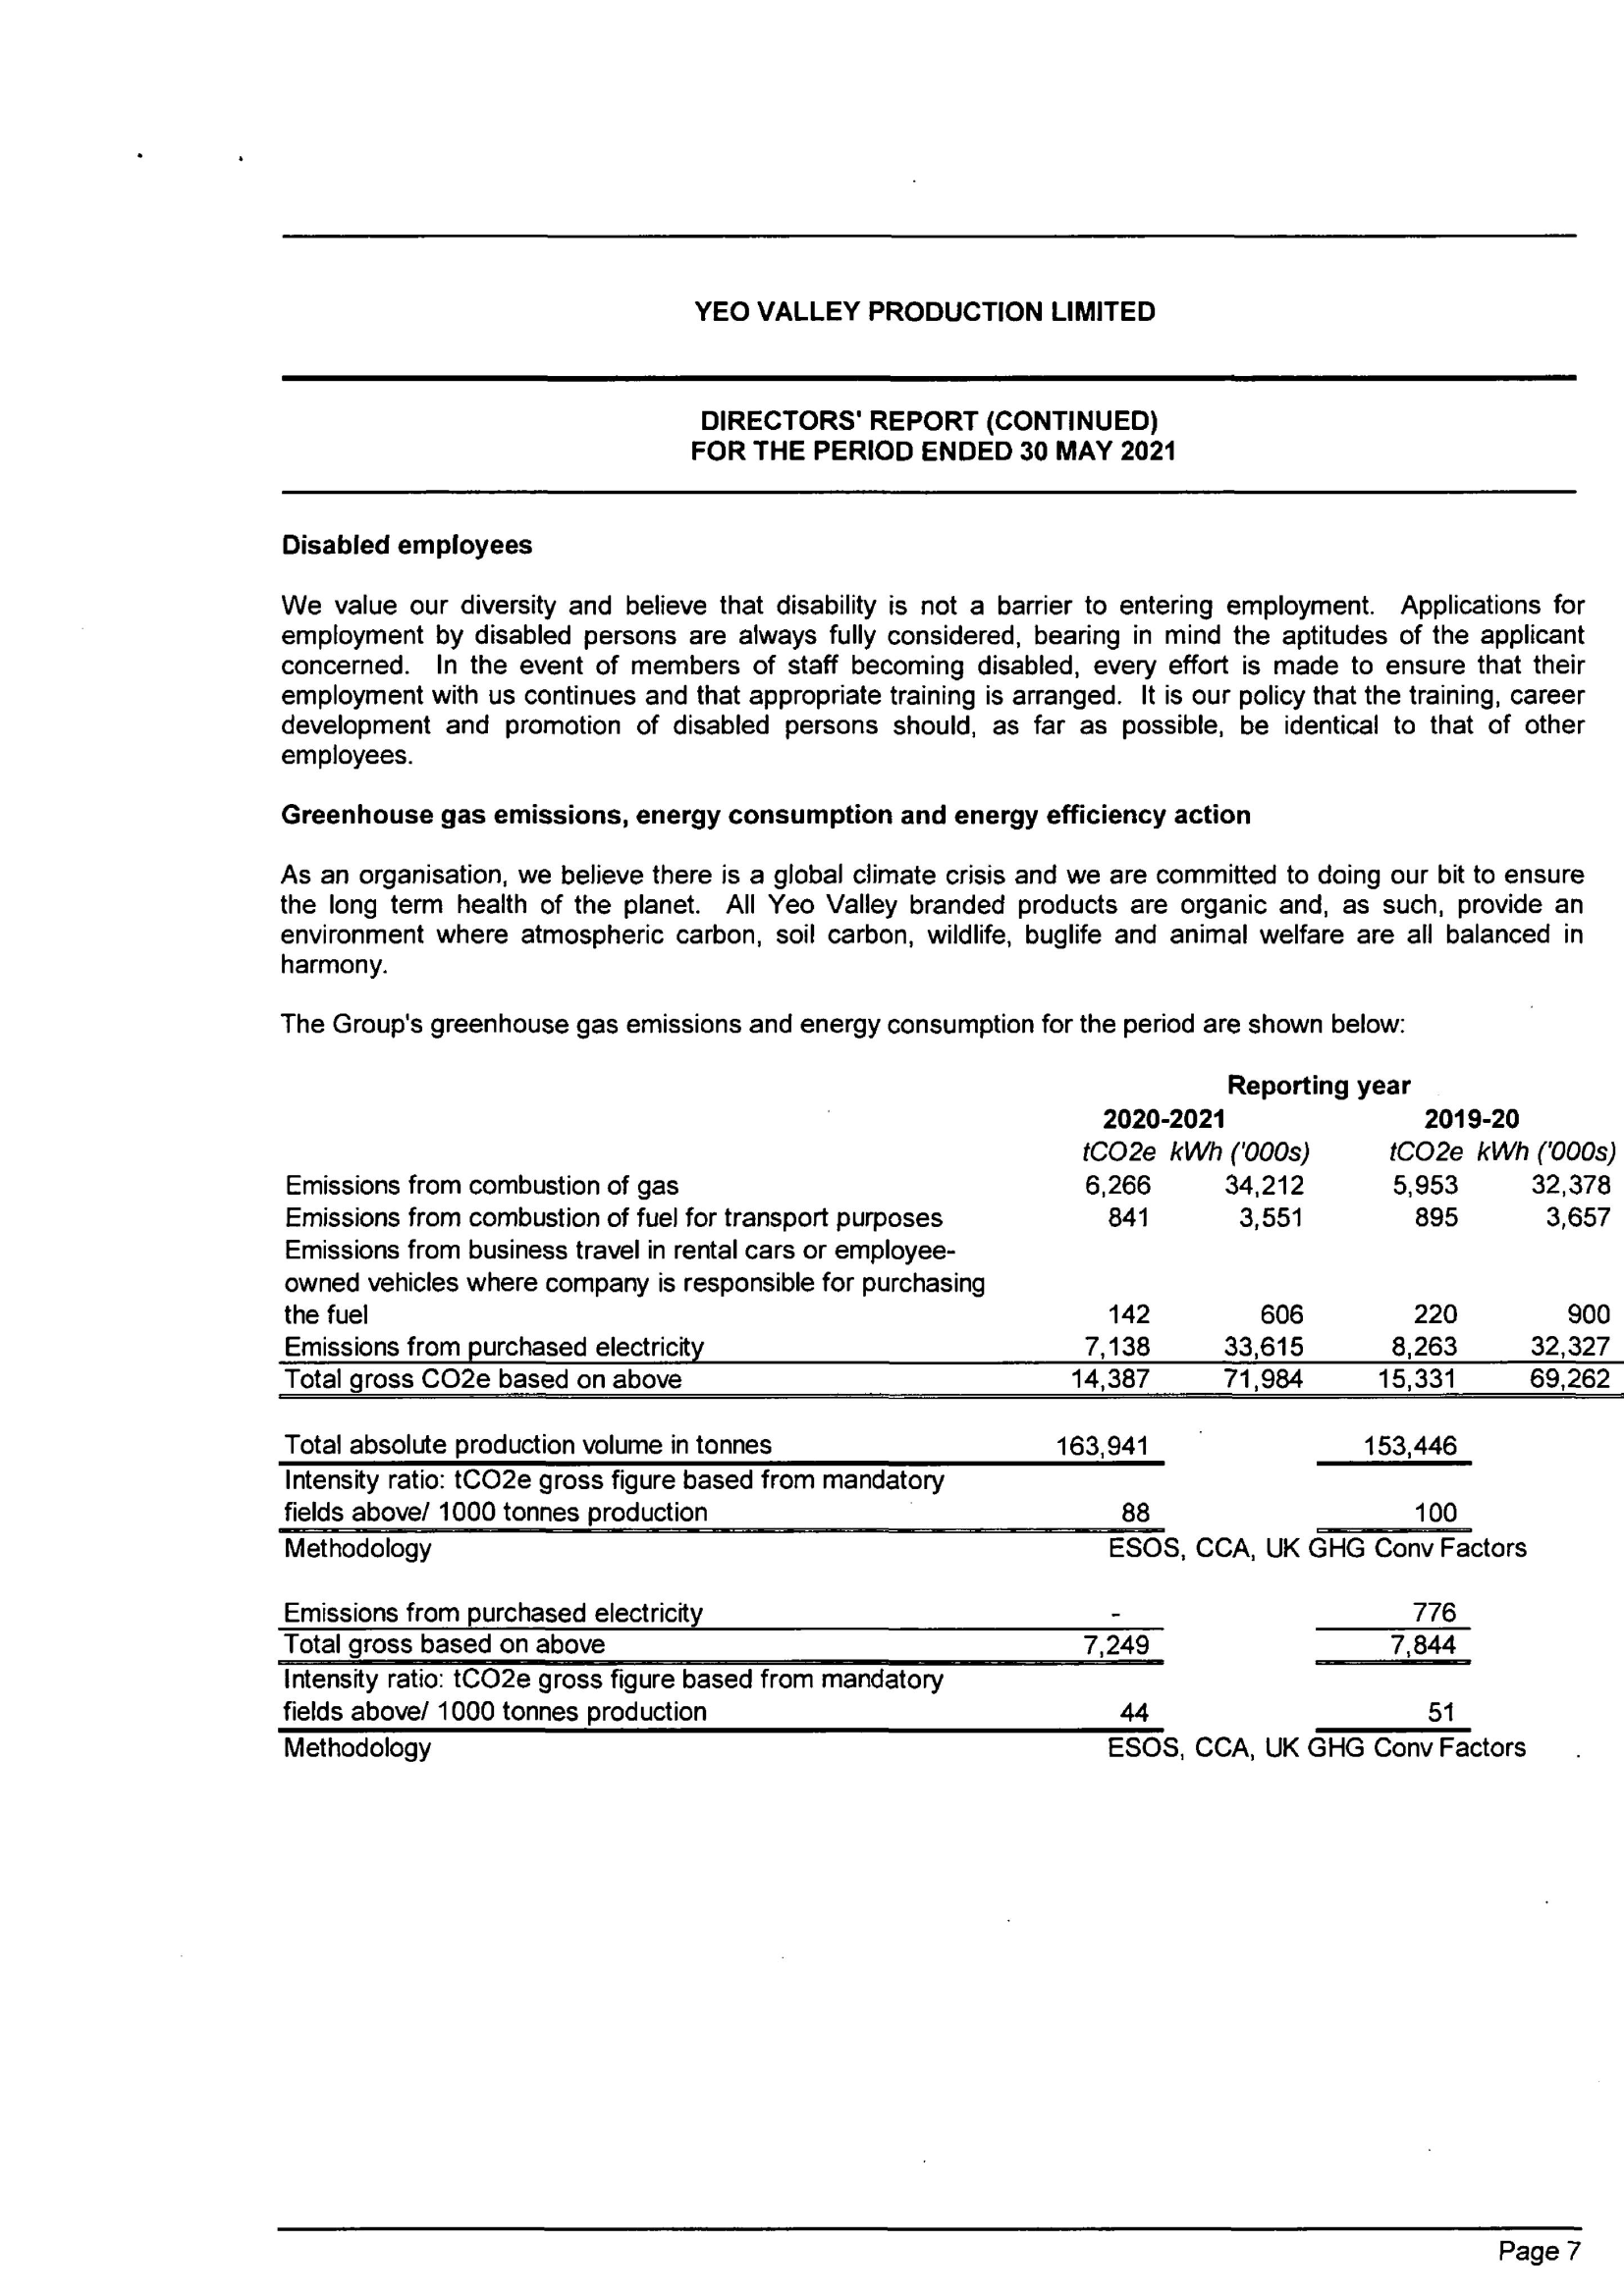 YEO VALLEY PRODUCTION LIMITED
DIRECTORS' REPORT (CONTINUED)
FOR THE PERIOD ENDED 30 MAY 2021
Disabled employees
We value our diversity and believe that disability is not a barrier to entering employment. Applications for
employment by disabled persons are always fully considered, bearing in mind the aptitudes of the applicant
concerned. In the event of members of staff becoming disabled, every effort is made to ensure that their
employment with us continues and that appropriate training is arranged. It is our policy that the training, career
development and promotion of disabled persons should, as far as possible, be identical to that of other
employees.
Greenhouse gas emissions, energy consumption and energy efficiency action
As an organisation, we believe there is a global climate crisis and we are committed to doing our bit to ensure
the long term health of the planet. All Yeo Valley branded products are organic and, as such, provide an
environment where atmospheric carbon, soil carbon, wildlife, buglife and animal welfare are all balanced in
harmony.
The Group's greenhouse gas emissions and energy consumption for the period are shown below:
Reporting year
2020-2021 2019-20
tCO2e kWh ('000s) tCO2e kWh ('000s)
Emissions from combustion of gas 6,266 34,212 5,953 32,378
Emissions from combustion of fuel for transport purposes 841 3,551 895 3,657
Emissions from business travel in rental cars or employee-
owned vehicles where company is responsible for purchasing
the fuel 142 606 220 900
Emissions from purchased electricity 7,138 33,615 8,263 32,327
Total gross CO2e based on above 14,387 71,984 15,331 69,262
Total absolute production volume in tonnes 163,941 153,446
Intensity ratio: tCO2e gross figure based from mandatory
fields above/ 1000 tonnes production 88 100
Methodology ESOS, CCA, UK GHG Conv Factors
Emissions from purchased electricity - 776
Total gross based on above 7,249 7,844
Intensity ratio: tCO2e gross figure based from mandatory
fields above/ 1000 tonnes production 44 51
Methodology ESOS, CCA, UK GHG Conv Factors
Page 7